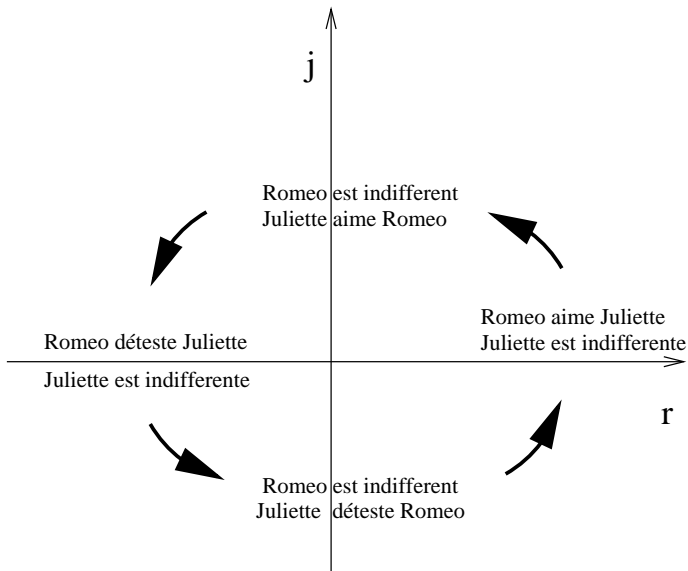 j
Romeo est indifferent
Juliette aime Romeo
Romeo déteste Juliette
Juliette est indifferente
Romeo aime Juliette
Juliette est indifferente
r
Romeo est indifferent
Juliette déteste Romeo